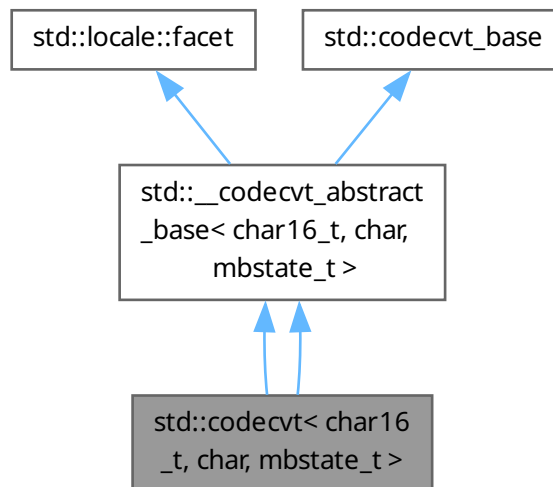 std::locale::facet
std::codecvt_base
std::__codecvt_abstract
_base< char16_t, char,
mbstate_t >
std::codecvt< char16
_t, char, mbstate_t >